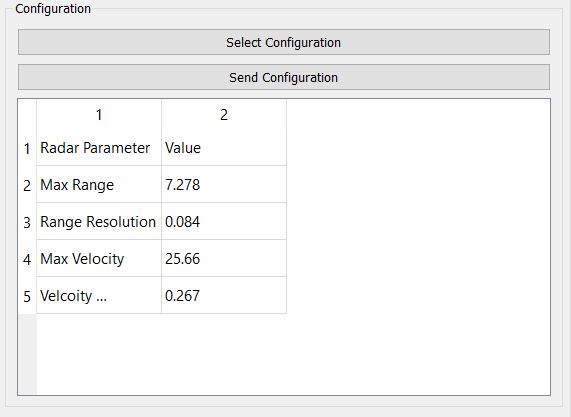 Configuration
Select Configuration
Send Configuration
1 2
1 Radar Parameter Value
2 Max Range 7.278
3 Range Resolution 0.084
4 Max Velocity 25.66
5 Velcoity ... 0.267